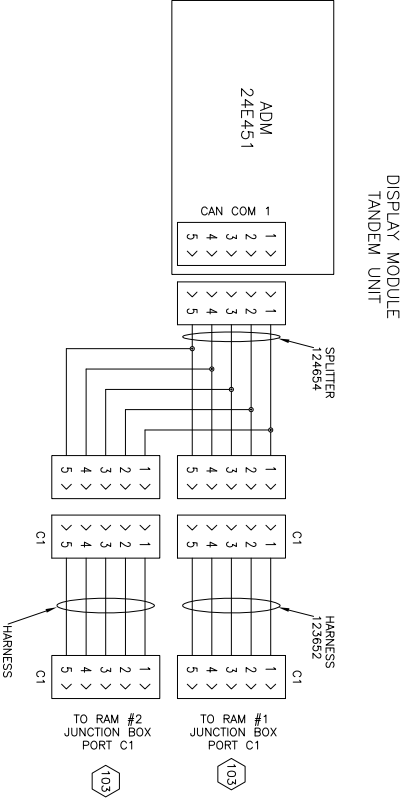 DISPLAY MODULE
TANDEM UNIT
ADM
24E451
CAN COM 1
5 4 3 2 1
5 4 3 2 1
SPLITTER
124654
5 4 3 2 1
5 4 3 2 1
C1
5 4 3 2 1
C1
5 4 3 2 1
HARNESS
HARNESS
123652
C1
5 4 3 2 1
C1
5 4 3 2 1
TO RAM #2
JUNCTION BOX
PORT C1
103
TO RAM #1
JUNCTION BOX
PORT C1
103